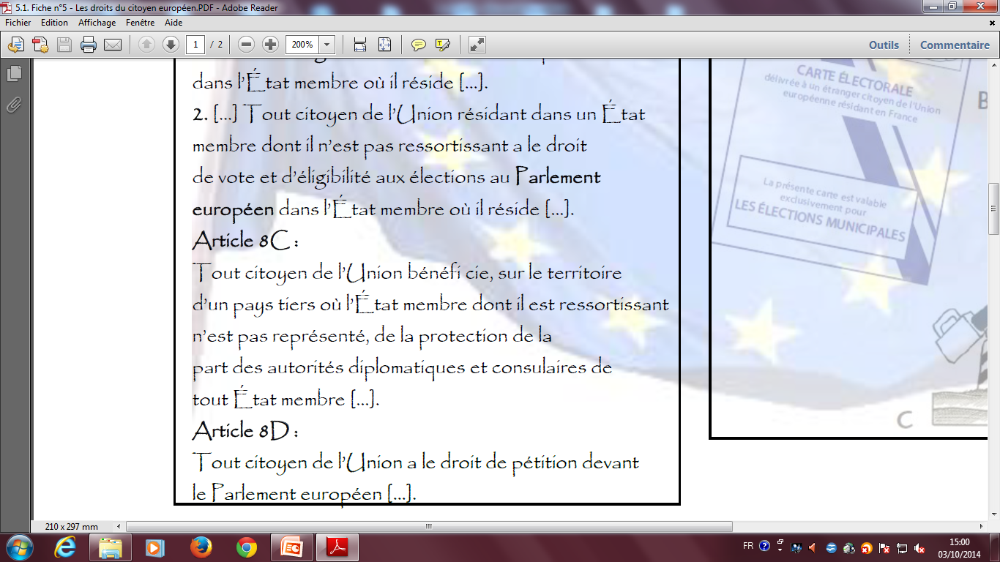 5.1. Fiche n°5 - Les droits du citoyen européen.PDF - Adobe Reader
Fichier Edition Affichage Fenêtre Aide
1 / 2 200% Outils Commentaire
dans l'État membre où il réside [...].
2. [...] Tout citoyen de l'Union résidant dans un État
membre dont il n'est pas ressortissant a le droit
de vote et d'éligibilité aux élections au Parlement
européen dans l'État membre où il réside [...].
Article 8C :
Tout citoyen de l'Union bénéfi cie, sur le territoire
d'un pays tiers où l'État membre dont il est ressortissant
n'est pas représenté, de la protection de la
part des autorités diplomatiques et consulaires de
tout État membre [...].
Article 8D :
Tout citoyen de l'Union a le droit de pétition devant
le Parlement européen [...].
CARTE ÉLECTORALE
délivrée à un étranger citoyen de l'Union
européenne résidant en France
La présente carte est valable
exclusivement pour
LES ÉLECTIONS MUNICIPALES
B
C
210 x 297 mm
FR
15:00
03/10/2014